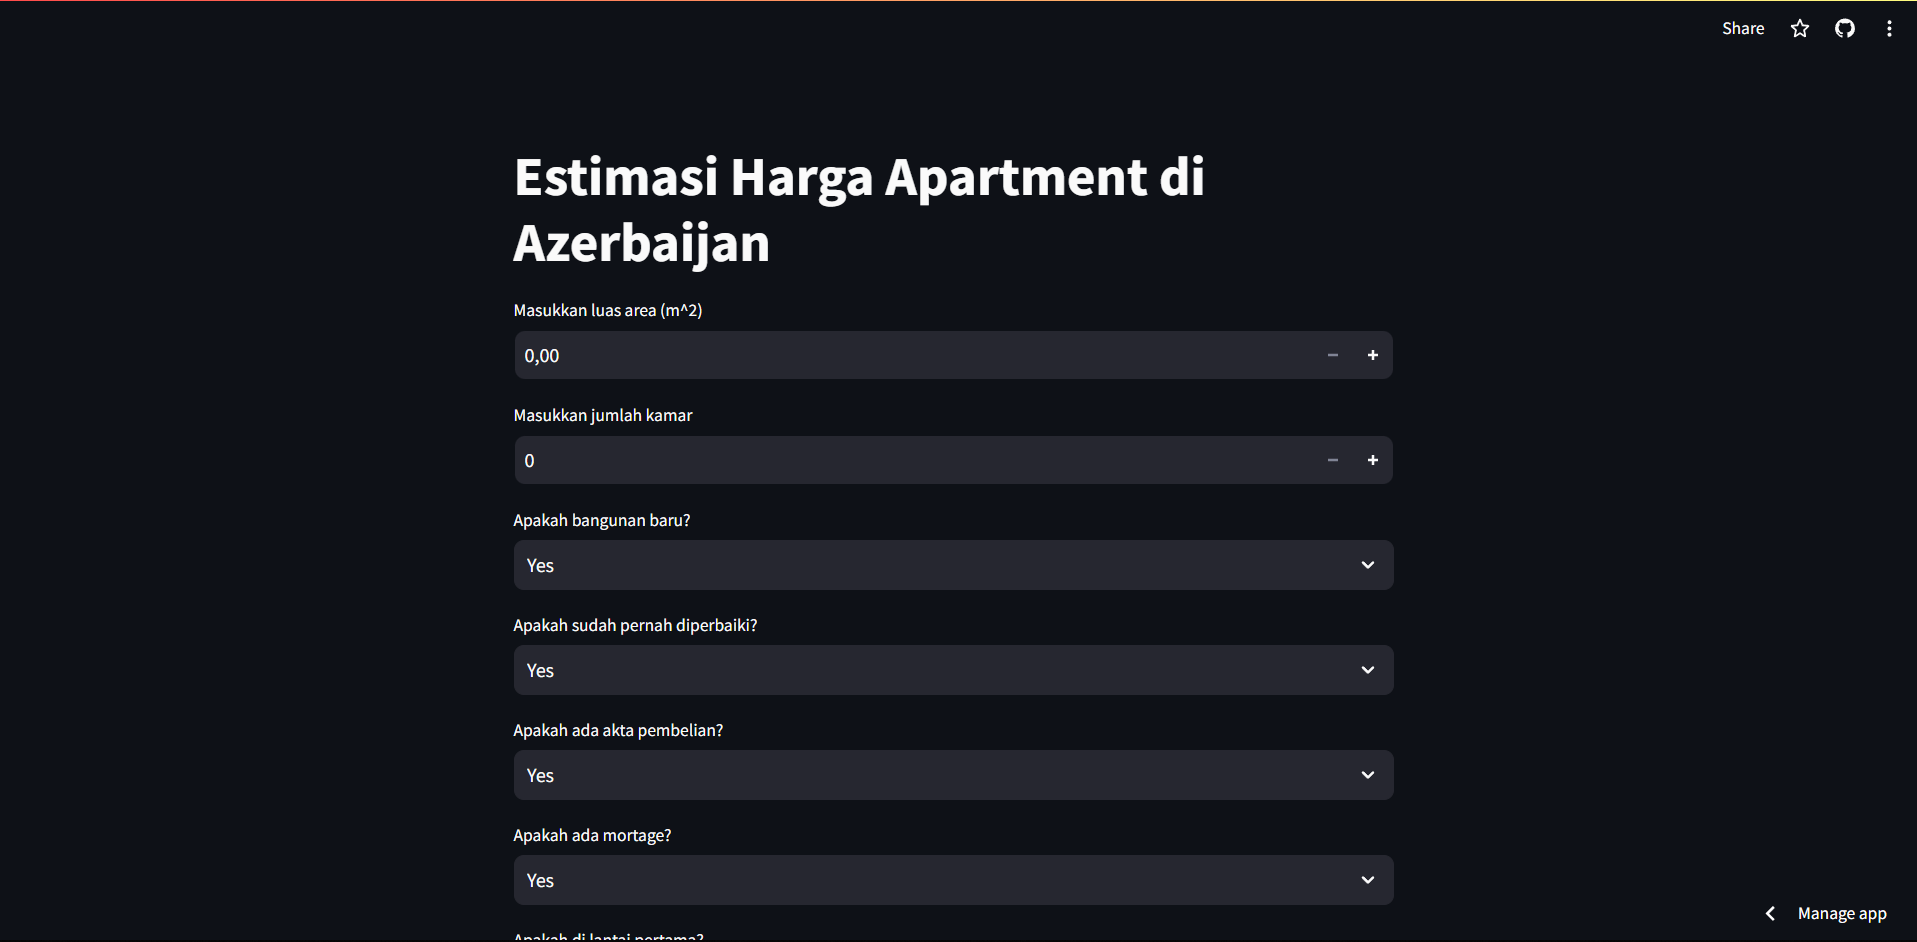 Share
Estimasi Harga Apartment di
Azerbaijan
Masukkan luas area (m^2)
0,00
Masukkan jumlah kamar
0
Apakah bangunan baru?
Yes
Apakah sudah pernah diperbaiki?
Yes
Apakah ada akta pembelian?
Yes
Apakah ada mortage?
Yes
Manage app
Apakah di lantai pertama?